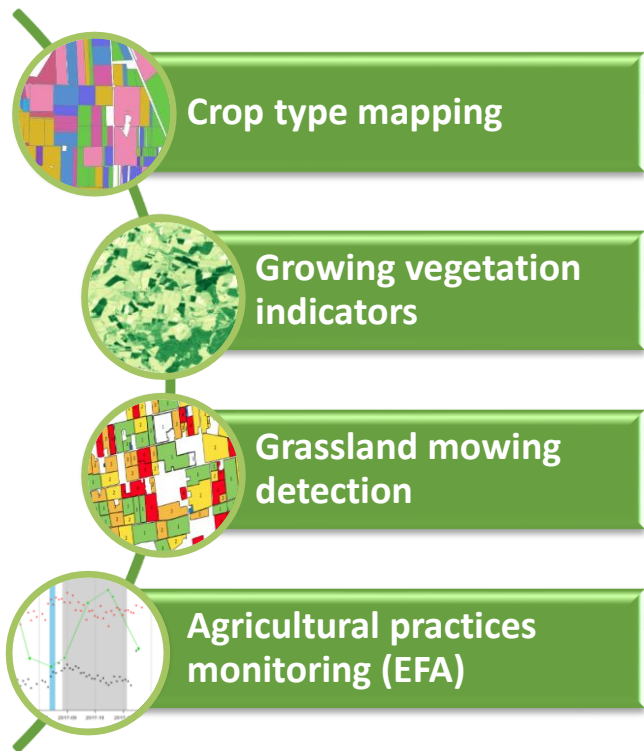 Crop type mapping
Growing vegetation
indicators
Grassland mowing
detection
Agricultural practices
monitoring (EFA)